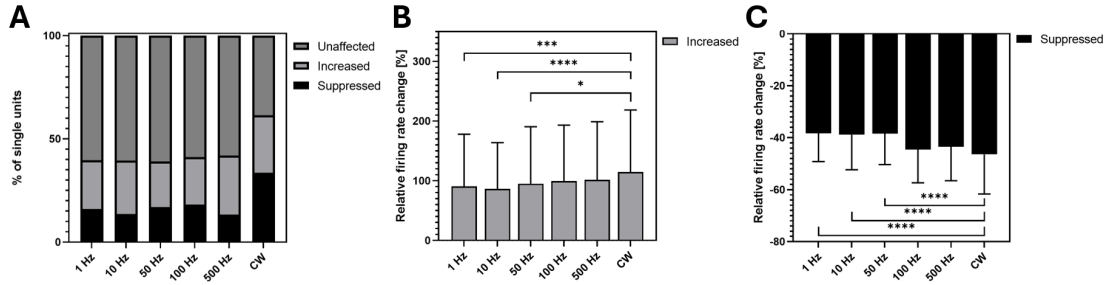 A
% of single units
100
50
0
1 Hz
10 Hz
50 Hz
100 Hz
500 Hz
CW
Unaffected
Increased
Suppressed
B
Relative firing rate change [%]
300
200
100
0
***
****
*
1 Hz
10 Hz
50 Hz
100 Hz
500 Hz
CW
Increased
C
Relative firing rate change [%]
0
-20
-40
-60
-80
****
****
****
1 Hz
10 Hz
50 Hz
100 Hz
500 Hz
CW
Suppressed